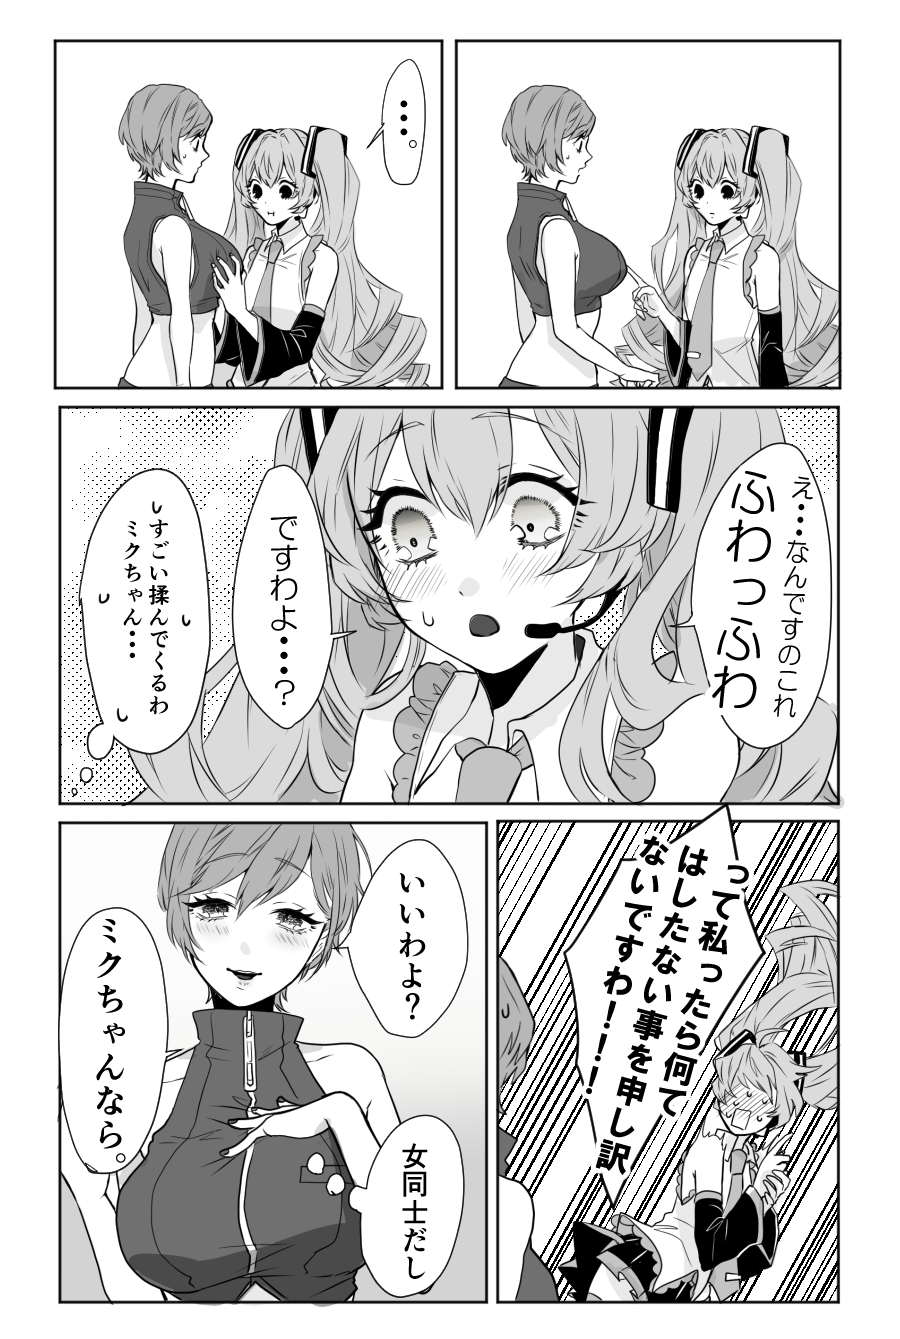 ・・・。
え・・・なんですのこれ
ふわっふわ
ですわよ・・・?
すごい揉んでくるわ
ミクちゃん・・・
って私ったら何て
はしたない事を申し訳
ないですわ!!!!
いいわよ?
女同士だし
ミクちゃんなら。